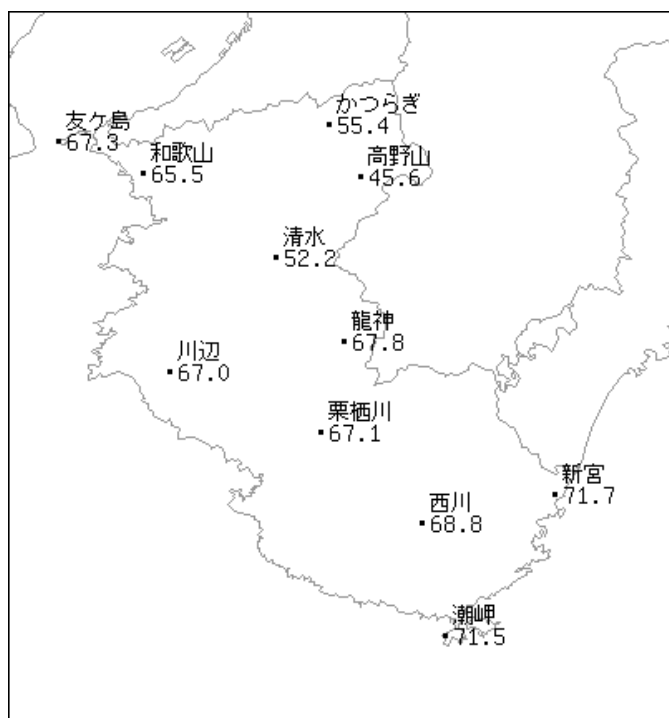 かつらぎ
55.4
友ケ島
67.3
和歌山
65.5
高野山
45.6
清水
52.2
龍神
67.8
川辺
67.0
栗栖川
67.1
新宮
71.7
西川
68.8
潮岬
71.5